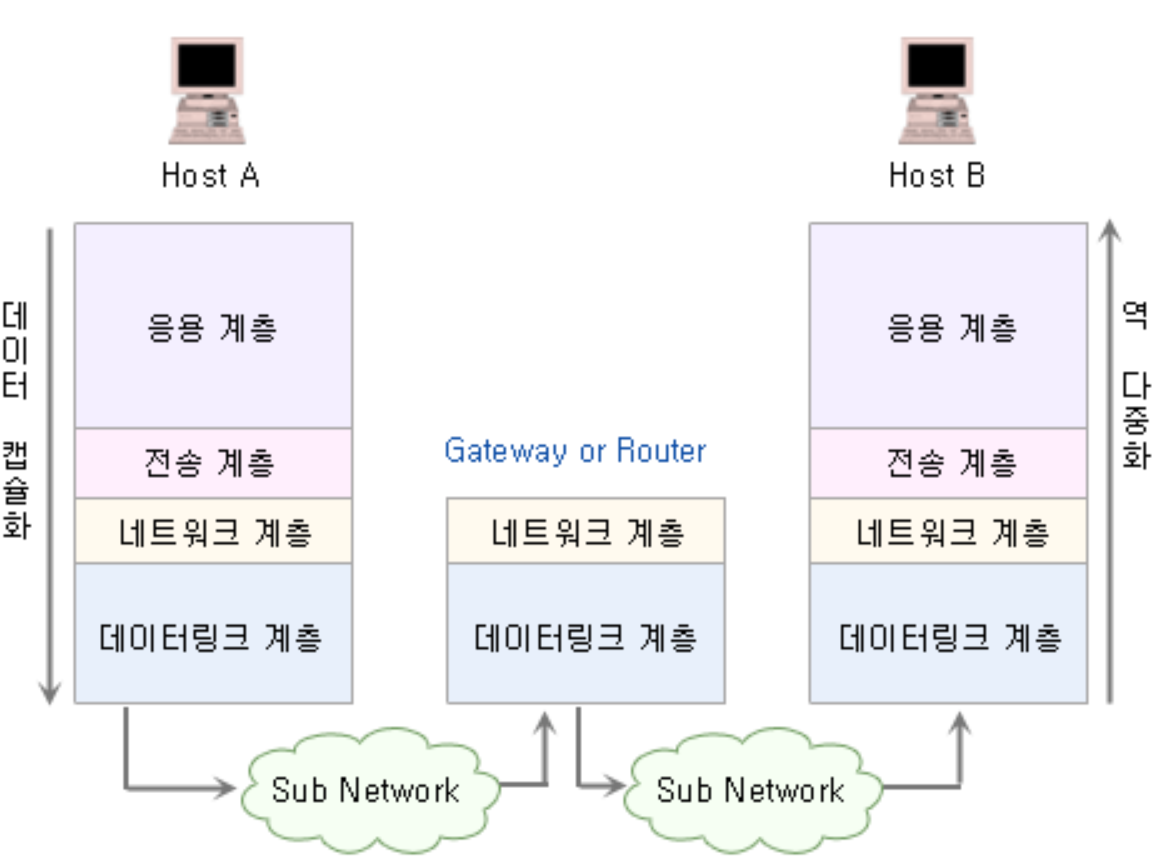 Host A
Host B
데이터 캡슐화
응용 계층
전송 계층
네트워크 계층
데이터링크 계층
Gateway or Router
네트워크 계층
데이터링크 계층
응용 계층
전송 계층
네트워크 계층
데이터링크 계층
역 다중화
Sub Network
Sub Network